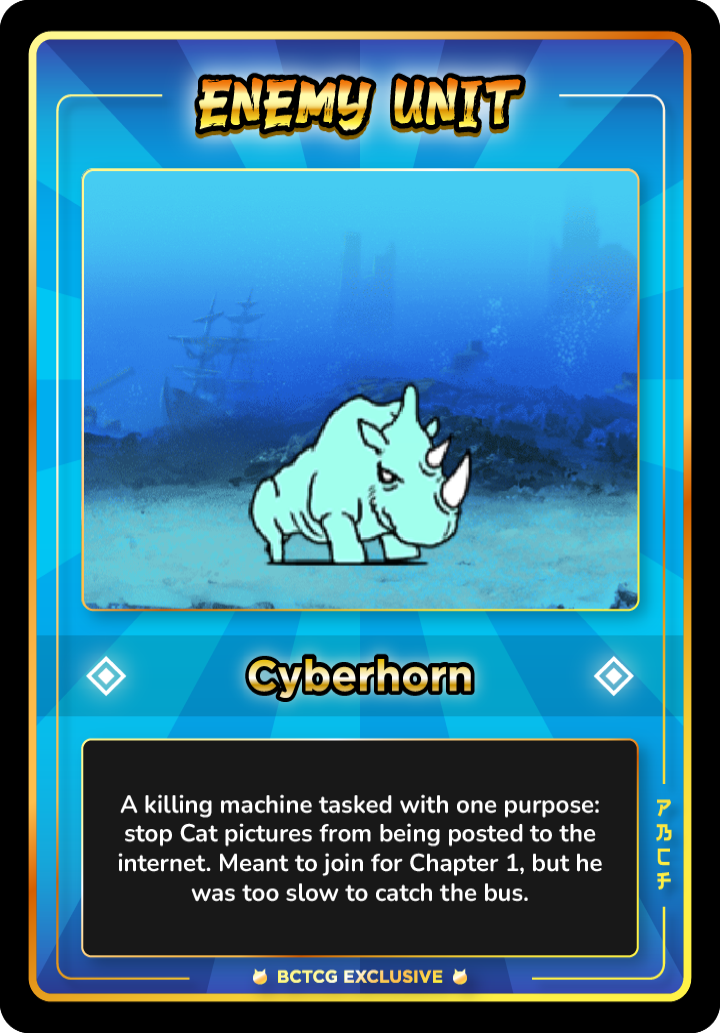 ENEMY UNIT
Cyberhorn
A killing machine tasked with one purpose:
stop Cat pictures from being posted to the
internet. Meant to join for Chapter 1, but he
was too slow to catch the bus.
BCTCG EXCLUSIVE